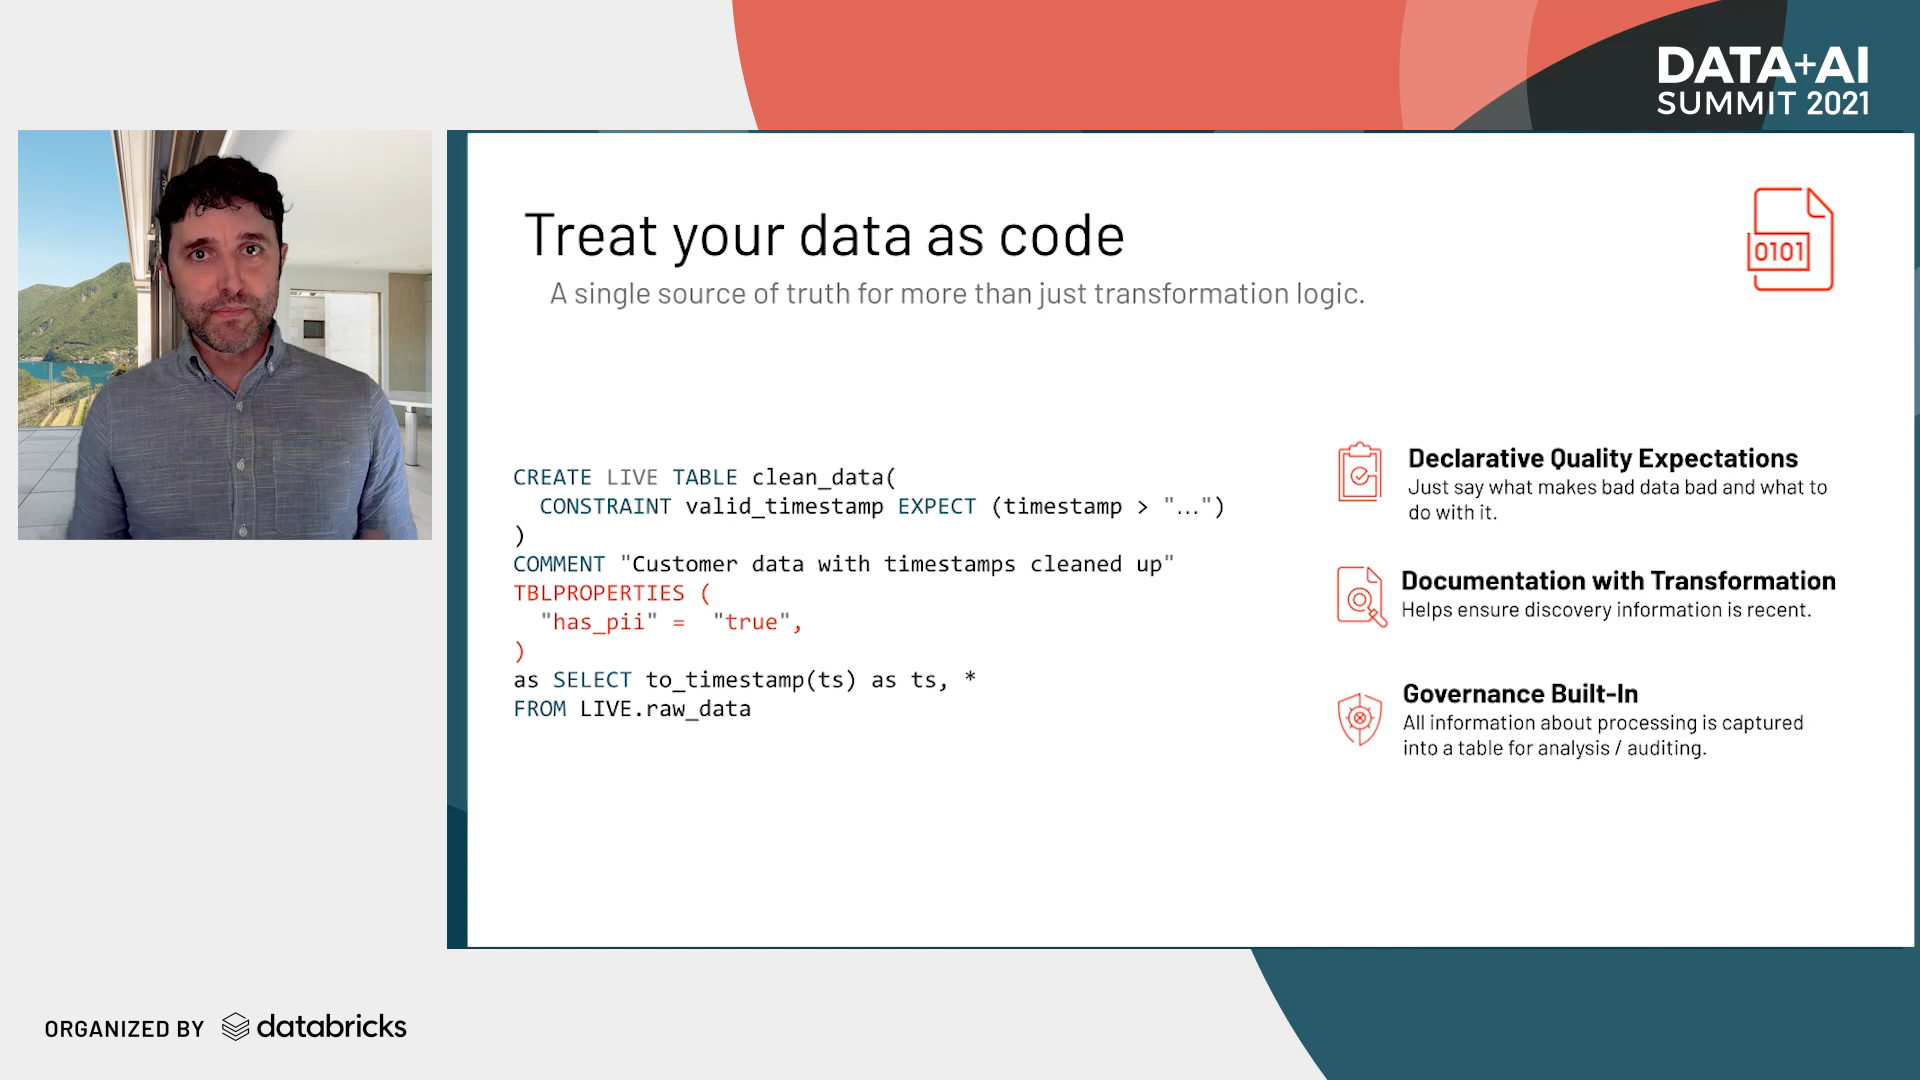 DATA+AI
SUMMIT 2021
Treat your data as code
A single source of truth for more than just transformation logic.
0101
CREATE LIVE TABLE clean_data(
  CONSTRAINT valid_timestamp EXPECT (timestamp > "...")
)
COMMENT "Customer data with timestamps cleaned up"
TBLPROPERTIES (
  "has_pii" =  "true",
)
as SELECT to_timestamp(ts) as ts, *
FROM LIVE.raw_data
Declarative Quality Expectations
Just say what makes bad data bad and what to
do with it.
Documentation with Transformation
Helps ensure discovery information is recent.
Governance Built-In
All information about processing is captured
into a table for analysis / auditing.
ORGANIZED BY databricks